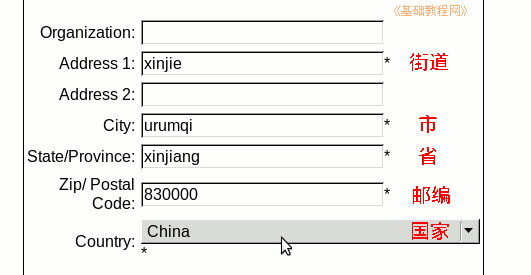 《基础教程网》
Organization:
Address 1: xinjie * 街道
Address 2:
City: urumqi * 市
State/Province: xinjiang * 省
Zip/ Postal
Code: 830000 * 邮编
Country: China 国家
*